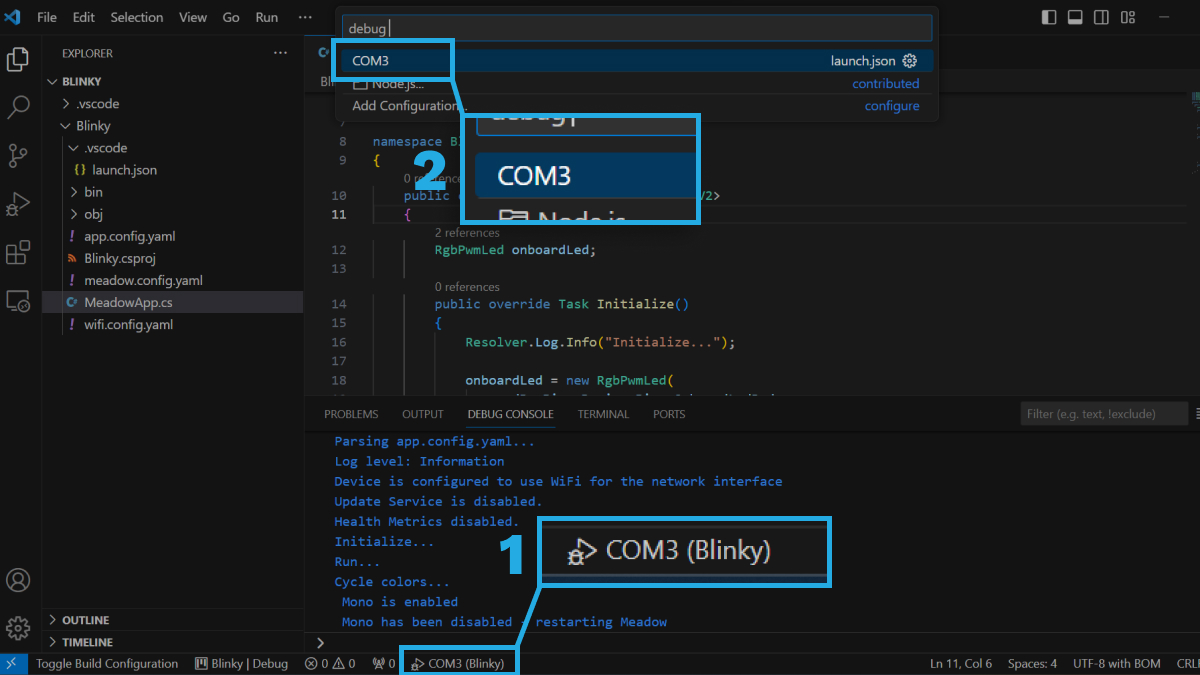 File Edit Selection View Go Run ...
debug
COM3 launch.json
Node.js... contributed
Add Configuration... configure
debug
COM3
Node.js
2
EXPLORER ...
BLINKY
.vscode
Blinky
.vscode
{} launch.json
bin
obj
! app.config.yaml
Blinky.csproj
! meadow.config.yaml
C# MeadowApp.cs
! wifi.config.yaml
OUTLINE
TIMELINE
7
8 namespace
9 {
0 references
10 public V2>
11 {
2 references
12 RgbPwmLed onboardLed;
13
0 references
14 public override Task Initialize()
15 {
16 Resolver.Log.Info("Initialize...");
17
18 onboardLed = new RgbPwmLed(
PROBLEMS OUTPUT DEBUG CONSOLE TERMINAL PORTS Filter (e.g. text, !exclude)
Parsing app.config.yaml...
Log level: Information
Device is configured to use WiFi for the network interface
Update Service is disabled.
Health Metrics disabled.
Initialize...
Run...
Cycle colors...
Mono is enabled
Mono has been disabled - restarting Meadow
1
COM3 (Blinky)
Toggle Build Configuration Blinky | Debug 0 0 0 COM3 (Blinky) Ln 11, Col 6 Spaces: 4 UTF-8 with BOM CRL